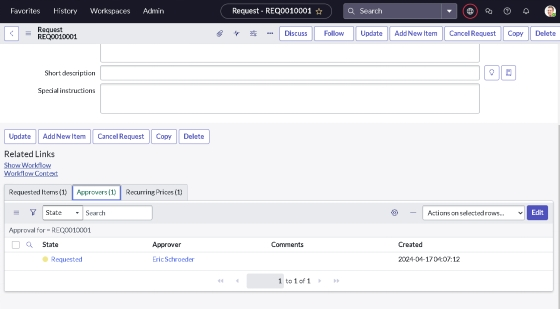 Favorites History Workspaces Admin Request - REQ0010001 Search
Request
REQ0010001
Discuss Follow Update Add New Item Cancel Request Copy Delete
Short description
Special instructions
Update Add New Item Cancel Request Copy Delete
Related Links
Show Workflow
Workflow Context
Requested Items (1) Approvers (1) Recurring Prices (1)
State Search Actions on selected rows... Edit
Approval for = REQ0010001
State Approver Comments Created
Requested Eric Schroeder 2024-04-17 04:07:12
1 to 1 of 1